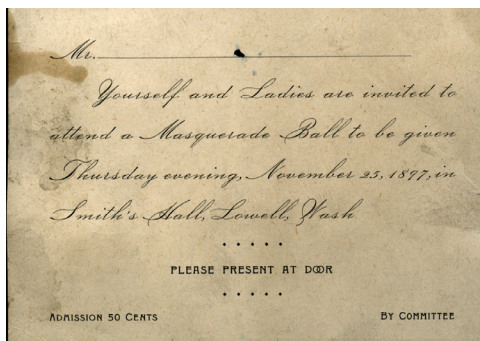 Mr.
Yourself and Ladies are invited to
attend a Masquerade Ball to be given
Thursday evening, November 25, 1897, in
Smith's Hall, Lowell, Wash
PLEASE PRESENT AT DOOR
ADMISSION 50 CENTS BY COMMITTEE